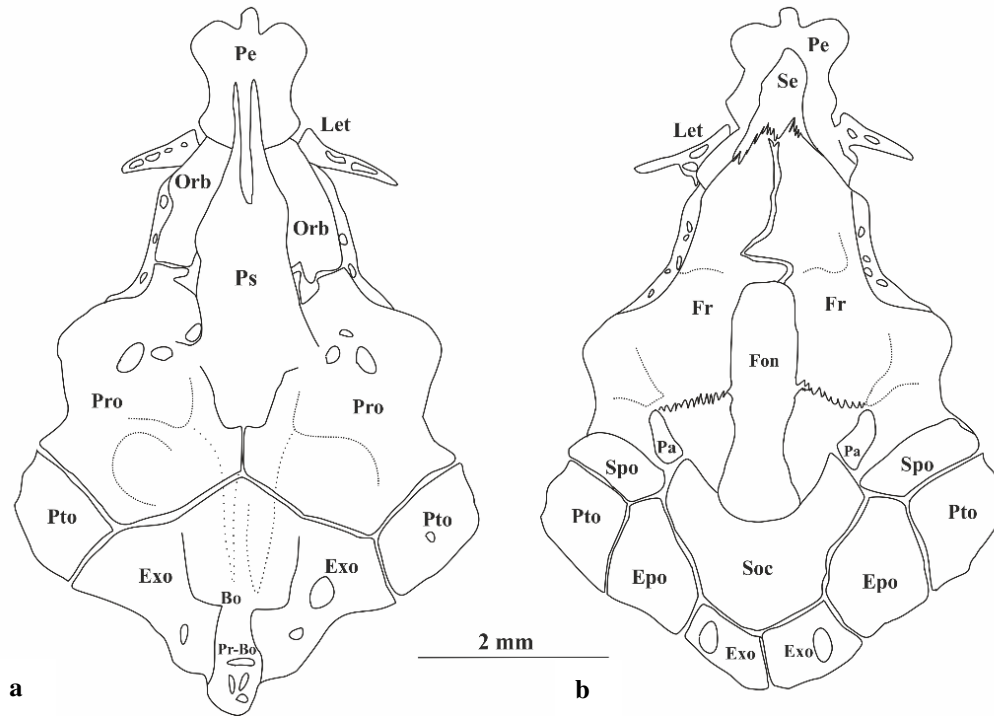 Pe
Let
Orb
Orb
Ps
Pro
Pro
Pto
Pto
Exo
Exo
Bo
Pr-Bo
a
2 mm
Pe
Se
Let
Fr
Fr
Fon
Pa
Pa
Spo
Spo
Pto
Pto
Epo
Soc
Epo
Exo
Exo
b